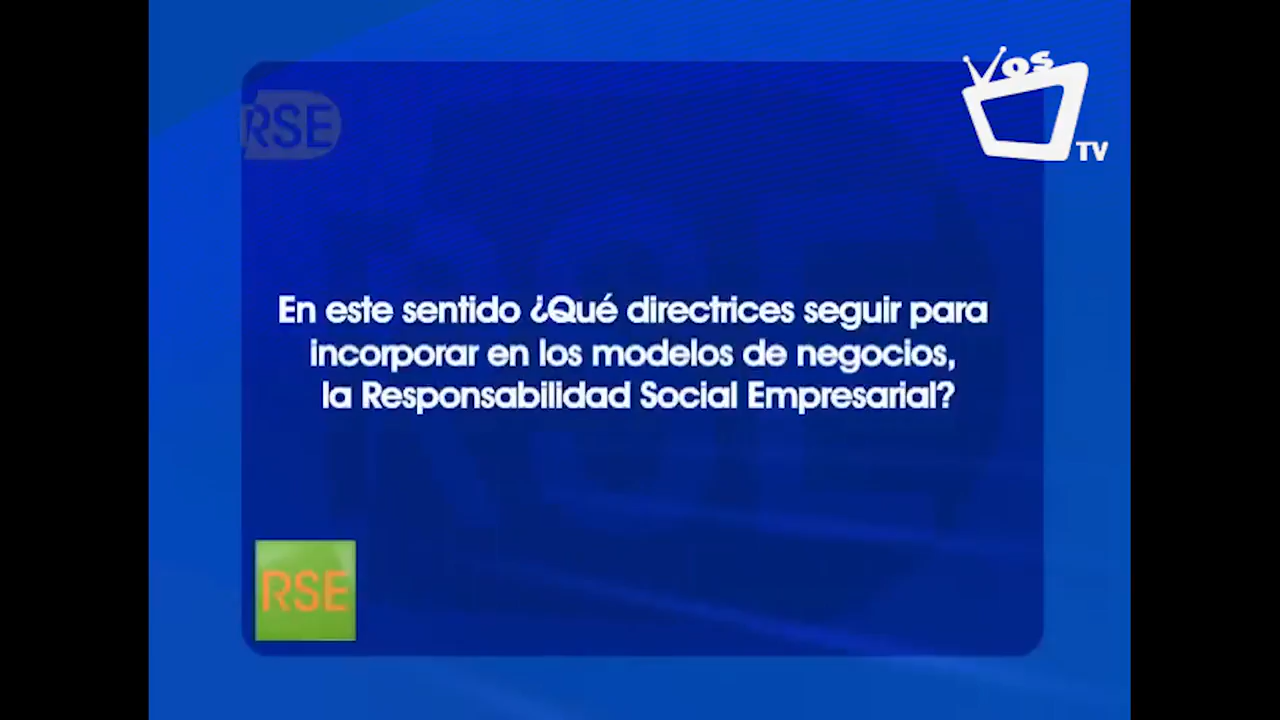 VOS
TV
RSE
En este sentido ¿Qué directrices seguir para
incorporar en los modelos de negocios,
la Responsabilidad Social Empresarial?
RSE